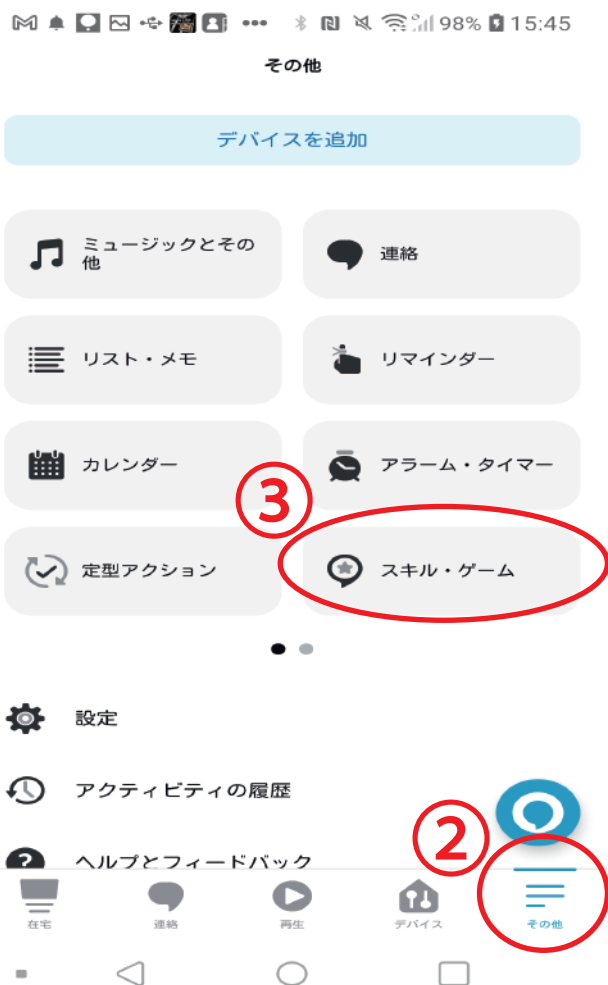 98% 15:45
その他
デバイスを追加
ミュージックとその
他
連絡
リスト・メモ
リマインダー
カレンダー
アラーム・タイマー
③
定型アクション
スキル・ゲーム
設定
アクティビティの履歴
②
ヘルプとフィードバック
在宅
連絡
再生
デバイス
その他